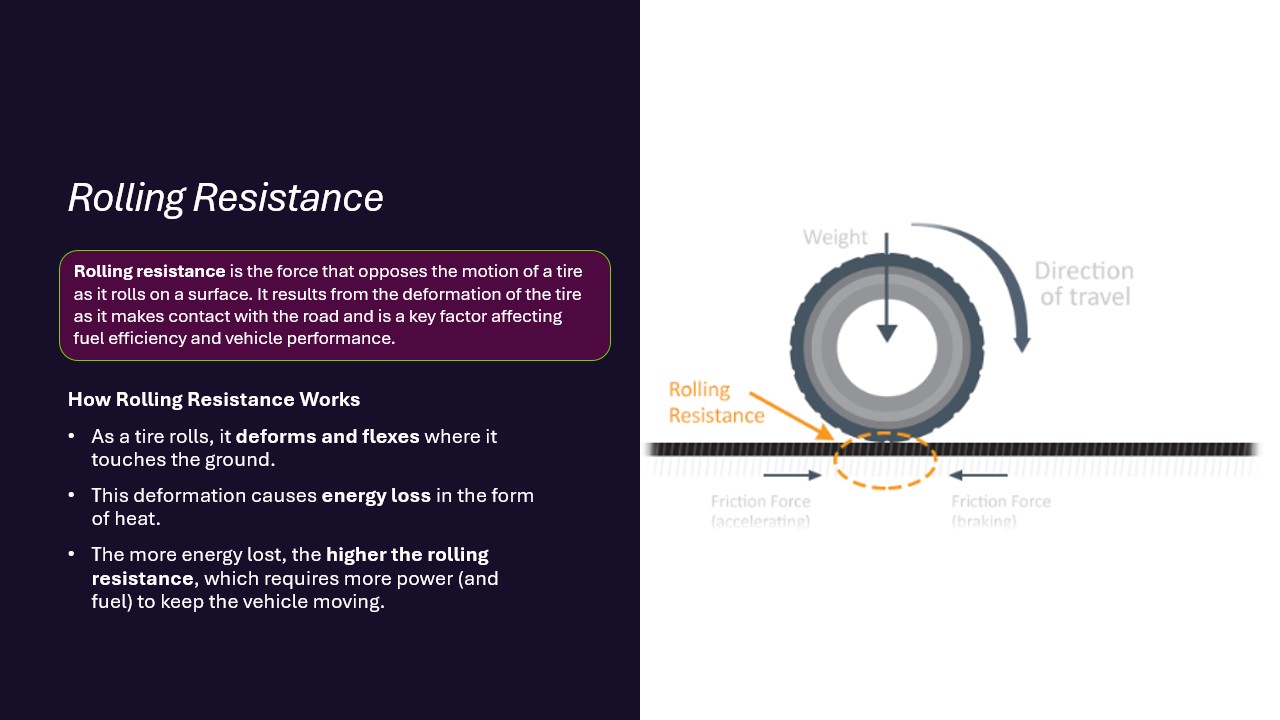 Rolling Resistance
Rolling resistance is the force that opposes the motion of a tire
as it rolls on a surface. It results from the deformation of the tire
as it makes contact with the road and is a key factor affecting
fuel efficiency and vehicle performance.
How Rolling Resistance Works
• As a tire rolls, it deforms and flexes where it
touches the ground.
• This deformation causes energy loss in the form
of heat.
• The more energy lost, the higher the rolling
resistance, which requires more power (and
fuel) to keep the vehicle moving.
Weight
Direction
of travel
Rolling
Resistance
Friction Force
(accelerating)
Friction Force
(braking)